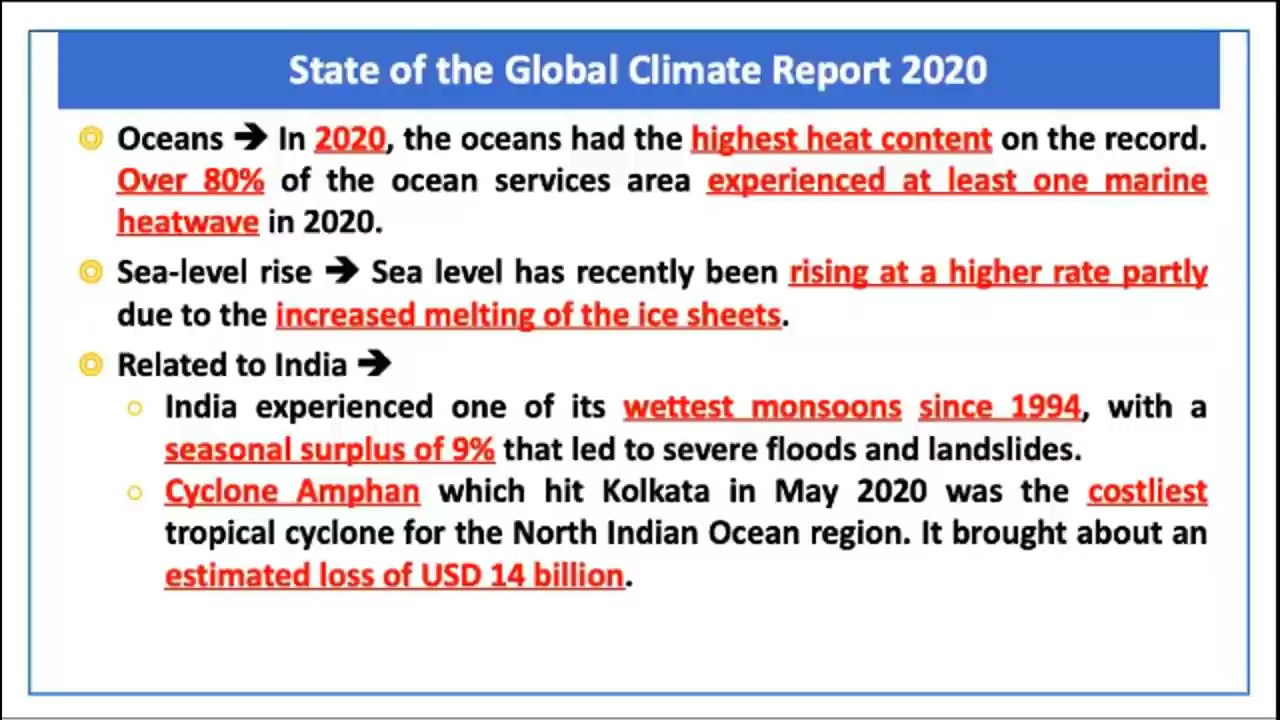 State of the Global Climate Report 2020
Oceans ➔ In 2020, the oceans had the highest heat content on the record.
Over 80% of the ocean services area experienced at least one marine
heatwave in 2020.
Sea-level rise ➔ Sea level has recently been rising at a higher rate partly
due to the increased melting of the ice sheets.
Related to India ➔
India experienced one of its wettest monsoons since 1994, with a
seasonal surplus of 9% that led to severe floods and landslides.
Cyclone Amphan which hit Kolkata in May 2020 was the costliest
tropical cyclone for the North Indian Ocean region. It brought about an
estimated loss of USD 14 billion.